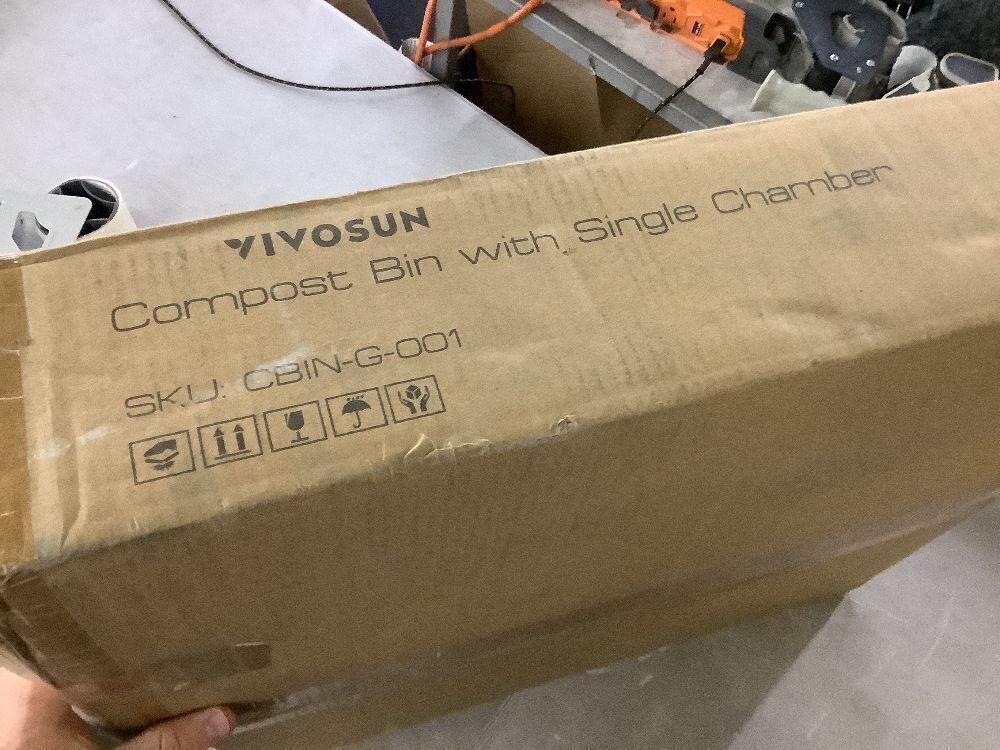 VIVOSUN
Compost Bin with Single Chamber
SKU: CBIN-G-001